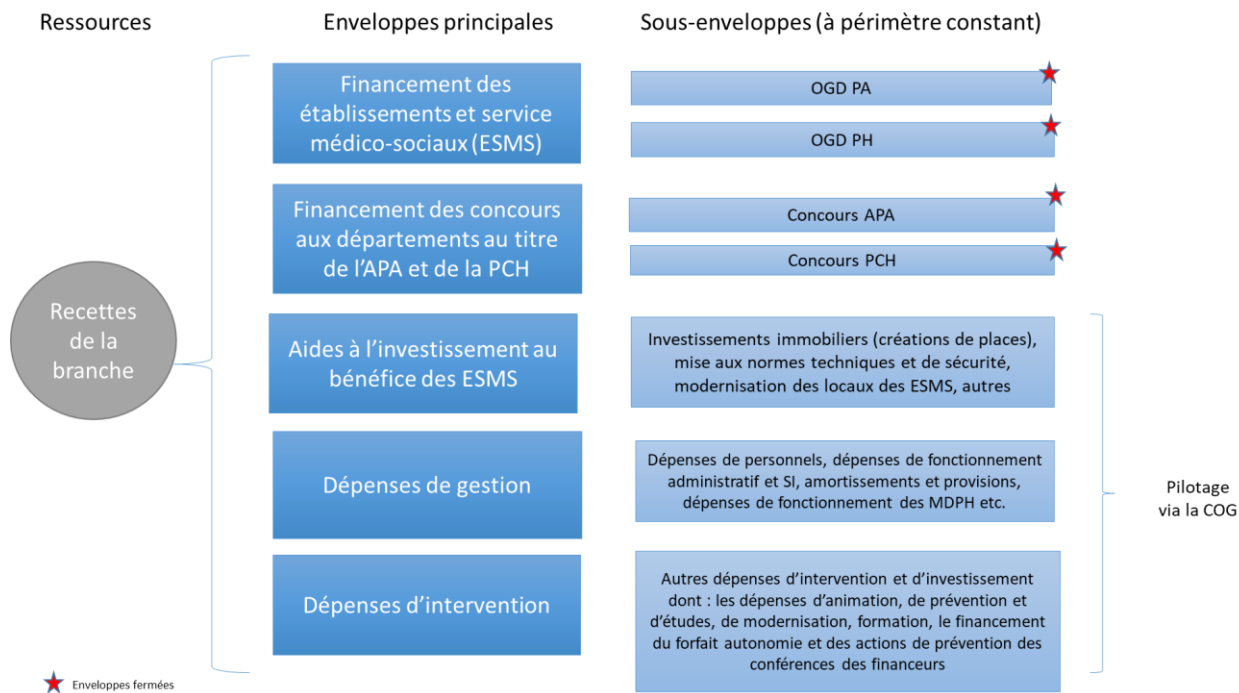 Ressources
Enveloppes principales
Sous-enveloppes (à périmètre constant)
Recettes
de la
branche
Financement des
établissements et service
médico-sociaux (ESMS)
OGD PA
OGD PH
Financement des concours
aux départements au titre
de l'APA et de la PCH
Concours APA
Concours PCH
Aides à l'investissement au
bénéfice des ESMS
Investissements immobiliers (créations de places),
mise aux normes techniques et de sécurité,
modernisation des locaux des ESMS, autres
Dépenses de gestion
Dépenses de personnels, dépenses de fonctionnement
administratif et SI, amortissements et provisions,
dépenses de fonctionnement des MDPH etc.
Dépenses d'intervention
Autres dépenses d'intervention et d'investissement
dont : les dépenses d'animation, de prévention et
d'études, de modernisation, formation, le financement
du forfait autonomie et des actions de prévention des
conférences des financeurs
Pilotage
via la COG
Enveloppes fermées